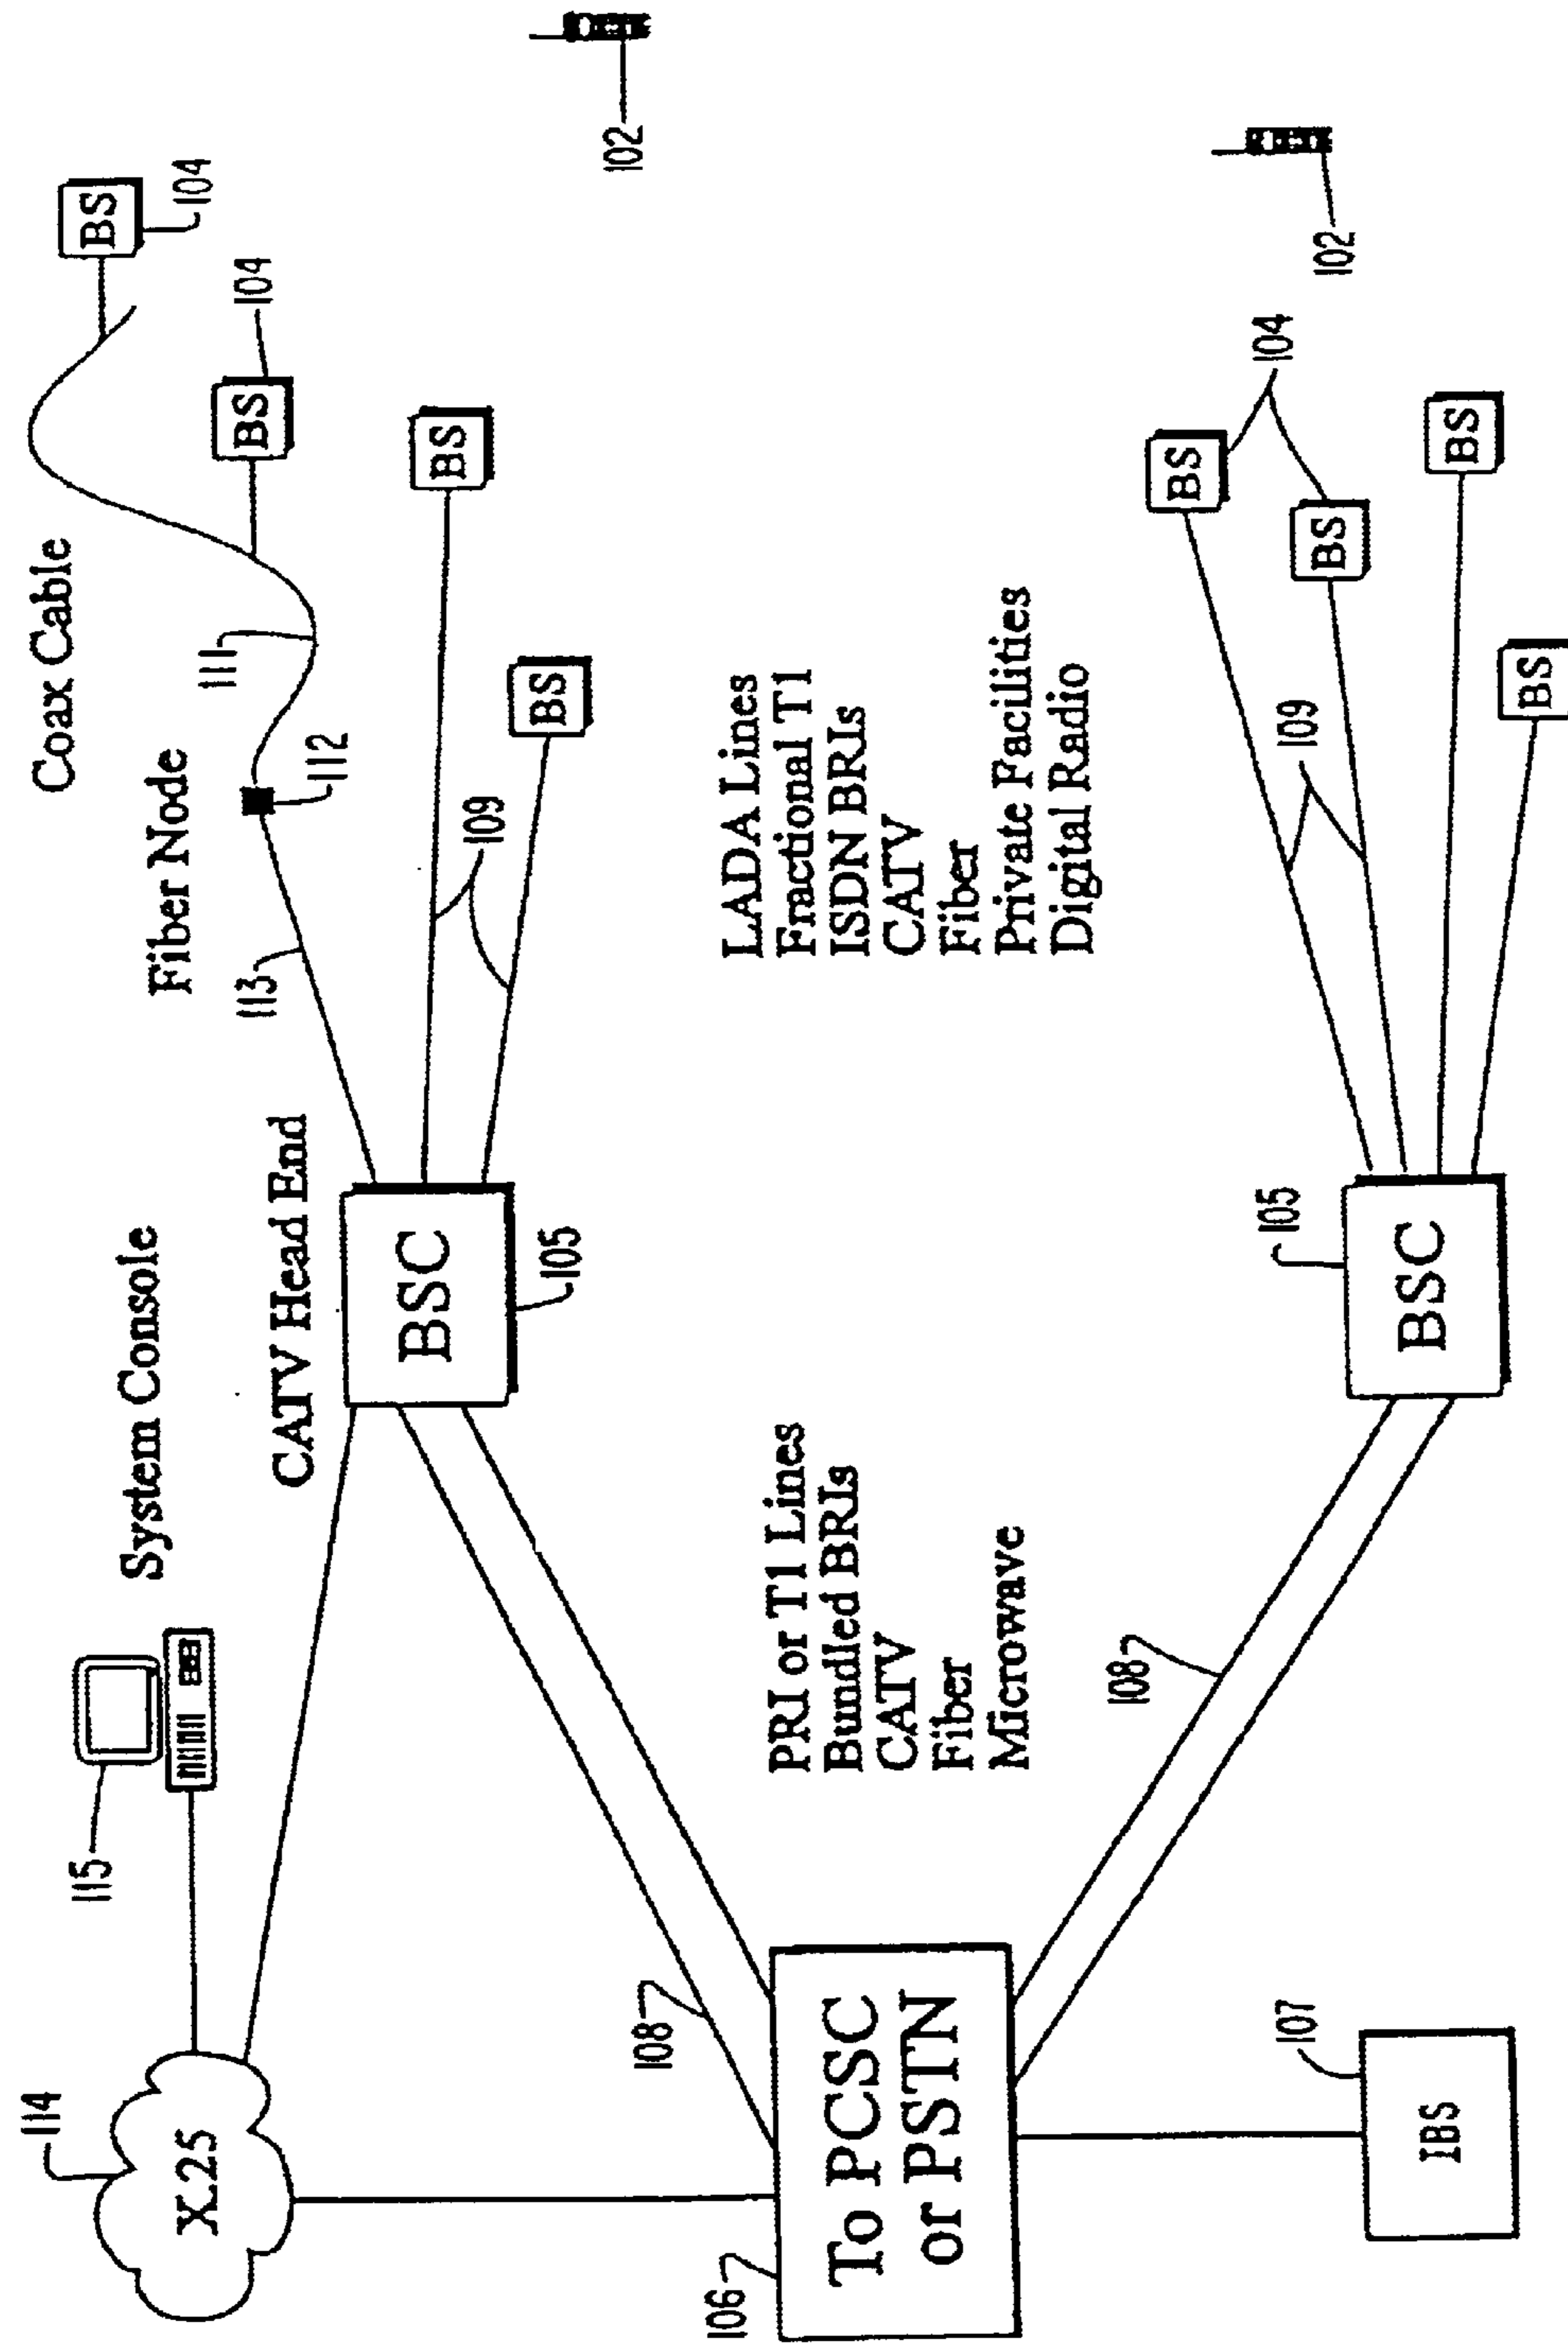 114
X.25
115
System Console
CATV Head End
Fiber Node
Coax Cable
113
112
111
BS
104
BS
104
BSC
105
109
BS
BS
102
108
106
To PCSC
or PSTN
PRI or T1 Lines
Bundled BRIs
CATV
Fiber
Microwave
LADA Lines
Fractional T1
ISDN BRIs
CATV
Fiber
Private Facilities
Digital Radio
108
107
IBS
105
BSC
109
BS
BS
104
BS
BS
102